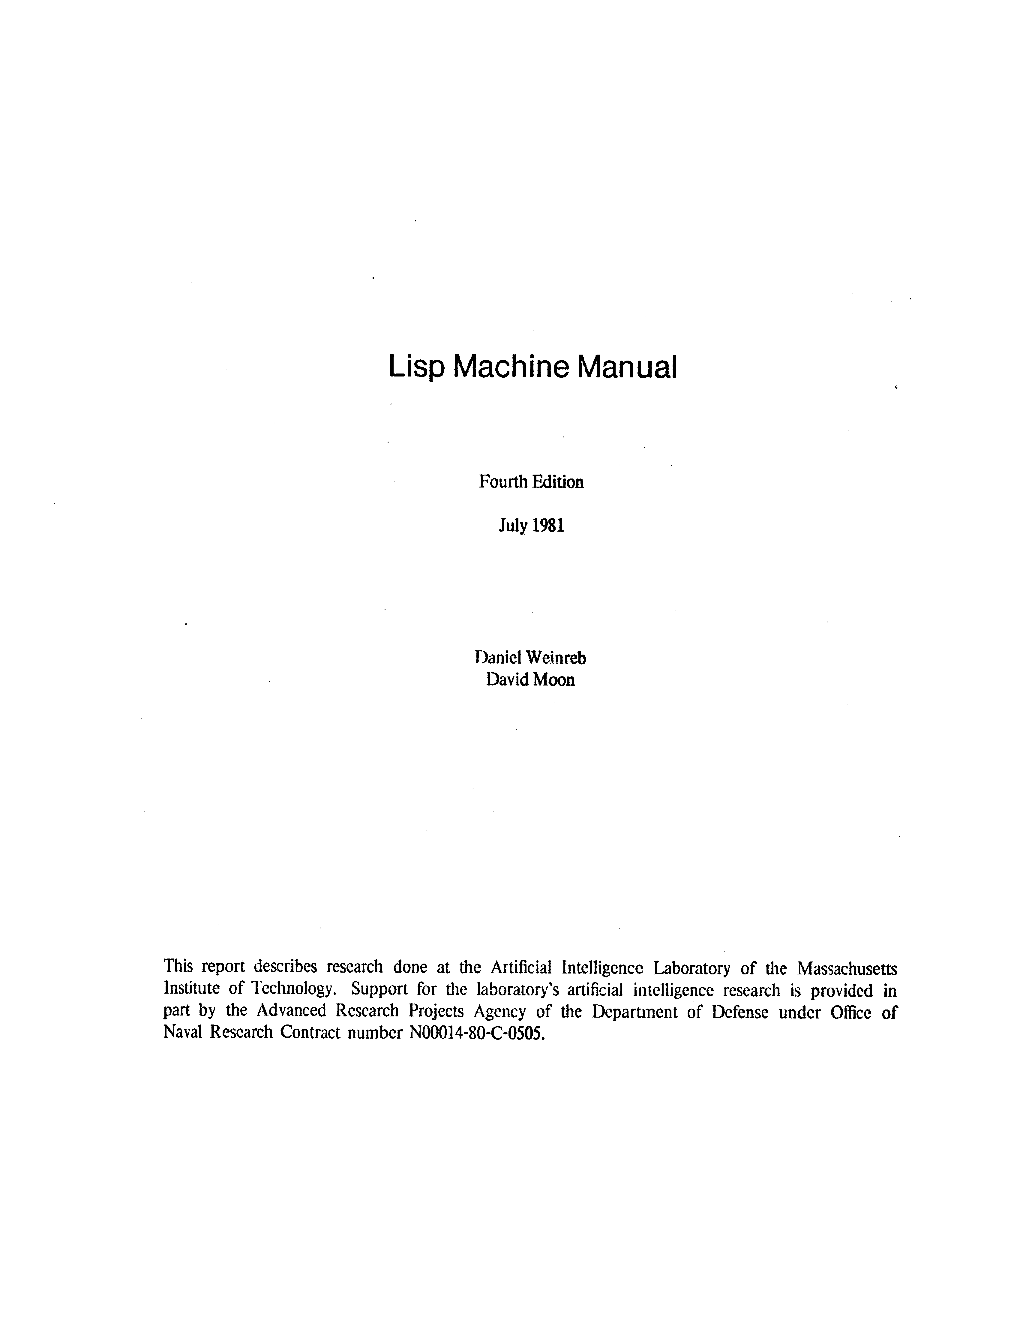 Lisp Machine Manual
Fourth Edition
July 1981
Daniel Weinreb
David Moon
This report describes research done at the Artificial Intelligence Laboratory of the Massachusetts
Institute of Technology. Support for the laboratory's artificial intelligence research is provided in
part by the Advanced Research Projects Agency of the Department of Defense under Office of
Naval Research Contract number N00014-80-C-0505.